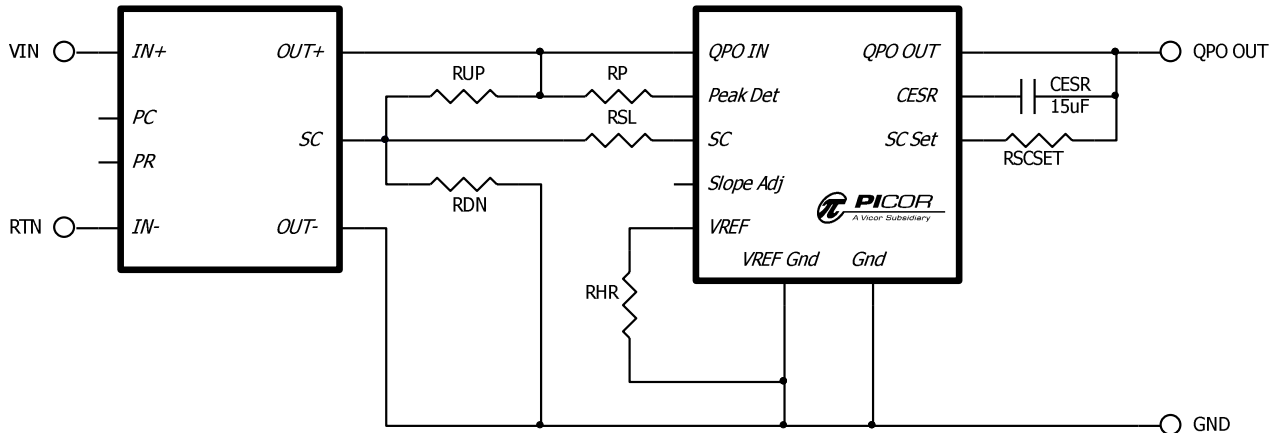 VIN
IN+
OUT+
QPO IN
QPO OUT
QPO OUT
RUP
RP
Peak Det
CESR
CESR
15uF
PC
RSL
SC
SC
SC Set
RSCSET
PR
Slope Adj
RDN
PICOR
A Vicor Subsidiary
RTN
IN-
OUT-
VREF
VREF Gnd
Gnd
RHR
GND